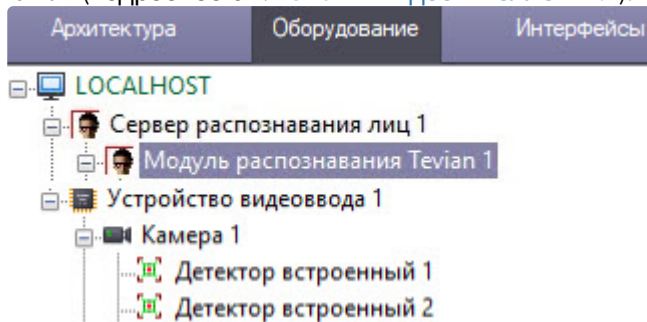 Архитектура Оборудование Интерфейсы
LOCALHOST
Сервер распознавания лиц 1
Модуль распознавания Tevian 1
Устройство видеоввода 1
Камера 1
Детектор встроенный 1
Детектор встроенный 2